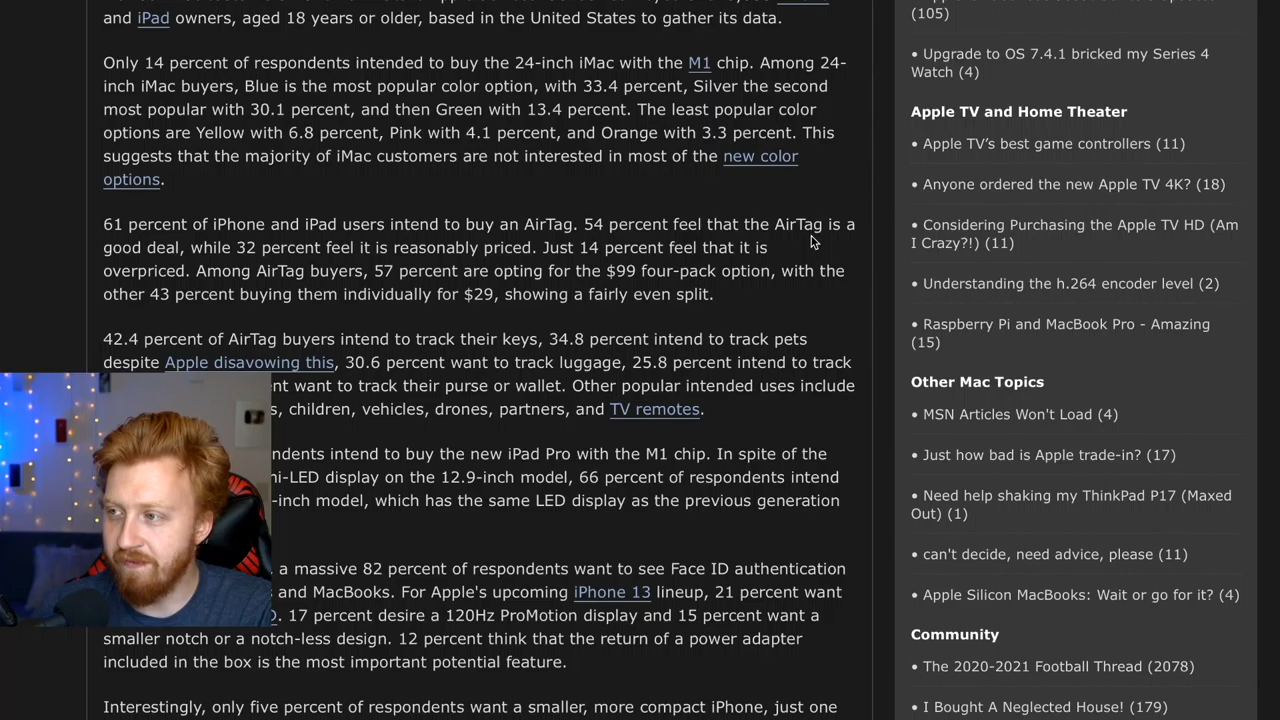 and iPad owners, aged 18 years or older, based in the United States to gather its data.
Only 14 percent of respondents intended to buy the 24-inch iMac with the M1 chip. Among 24-
inch iMac buyers, Blue is the most popular color option, with 33.4 percent, Silver the second
most popular with 30.1 percent, and then Green with 13.4 percent. The least popular color
options are Yellow with 6.8 percent, Pink with 4.1 percent, and Orange with 3.3 percent. This
suggests that the majority of iMac customers are not interested in most of the new color
options.
61 percent of iPhone and iPad users intend to buy an AirTag. 54 percent feel that the AirTag is a
good deal, while 32 percent feel it is reasonably priced. Just 14 percent feel that it is
overpriced. Among AirTag buyers, 57 percent are opting for the $99 four-pack option, with the
other 43 percent buying them individually for $29, showing a fairly even split.
42.4 percent of AirTag buyers intend to track their keys, 34.8 percent intend to track pets
despite Apple disavowing this, 30.6 percent want to track luggage, 25.8 percent intend to track
want to track their purse or wallet. Other popular intended uses include
children, vehicles, drones, partners, and TV remotes.
intend to buy the new iPad Pro with the M1 chip. In spite of the
display on the 12.9-inch model, 66 percent of respondents intend
-inch model, which has the same LED display as the previous generation
a massive 82 percent of respondents want to see Face ID authentication
and MacBooks. For Apple's upcoming iPhone 13 lineup, 21 percent want
17 percent desire a 120Hz ProMotion display and 15 percent want a
smaller notch or a notch-less design. 12 percent think that the return of a power adapter
included in the box is the most important potential feature.
Interestingly, only five percent of respondents want a smaller, more compact iPhone, just one
(105)
• Upgrade to OS 7.4.1 bricked my Series 4
Watch (4)
Apple TV and Home Theater
• Apple TV's best game controllers (11)
• Anyone ordered the new Apple TV 4K? (18)
• Considering Purchasing the Apple TV HD (Am
I Crazy?!) (11)
• Understanding the h.264 encoder level (2)
• Raspberry Pi and MacBook Pro - Amazing
(15)
Other Mac Topics
• MSN Articles Won't Load (4)
• Just how bad is Apple trade-in? (17)
• Need help shaking my ThinkPad P17 (Maxed
Out) (1)
• can't decide, need advice, please (11)
• Apple Silicon MacBooks: Wait or go for it? (4)
Community
• The 2020-2021 Football Thread (2078)
• I Bought A Neglected House! (179)